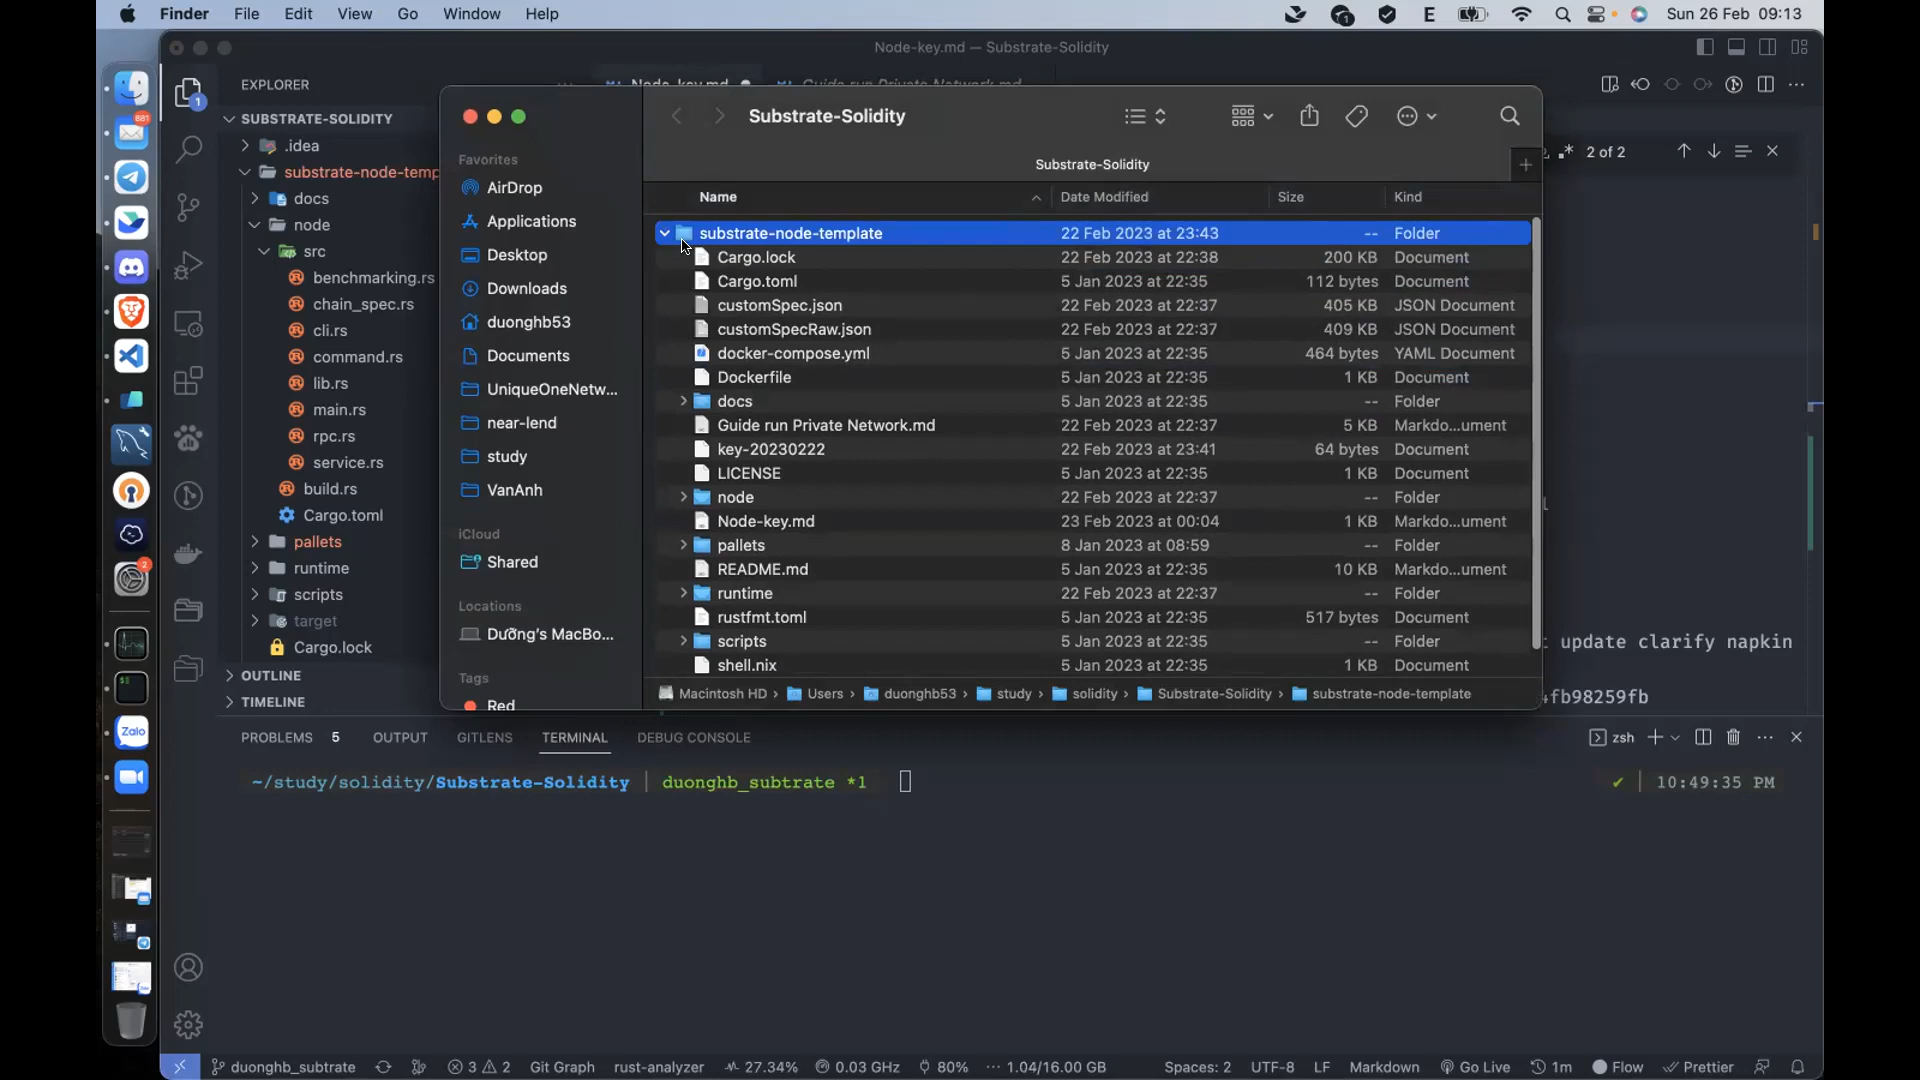 Finder File Edit View Go Window Help
1
E
Sun 26 Feb 09:13
Node-key.md — Substrate-Solidity
EXPLORER
1
SUBSTRATE-SOLIDITY
.idea
substrate-node-temp
docs
node
src
benchmarking.rs
chain_spec.rs
cli.rs
command.rs
lib.rs
main.rs
rpc.rs
service.rs
build.rs
Cargo.toml
pallets
runtime
scripts
target
Cargo.lock
OUTLINE
TIMELINE
681
2
Zalo
Node-key.md
Guide run Private Network.md
2 of 2
Substrate-Solidity
Substrate-Solidity
Favorites
AirDrop
Applications
Desktop
Downloads
duonghb53
Documents
UniqueOneNetw...
near-lend
study
VanAnh
iCloud
Shared
Locations
Dưỡng's MacBo...
Tags
Red
Name Date Modified Size Kind
substrate-node-template 22 Feb 2023 at 23:43 -- Folder
Cargo.lock 22 Feb 2023 at 22:38 200 KB Document
Cargo.toml 5 Jan 2023 at 22:35 112 bytes Document
customSpec.json 22 Feb 2023 at 22:37 405 KB JSON Document
customSpecRaw.json 22 Feb 2023 at 22:37 409 KB JSON Document
docker-compose.yml 5 Jan 2023 at 22:35 464 bytes YAML Document
Dockerfile 5 Jan 2023 at 22:35 1 KB Document
docs 5 Jan 2023 at 22:35 -- Folder
Guide run Private Network.md 22 Feb 2023 at 22:37 5 KB Markdo...ument
key-20230222 22 Feb 2023 at 23:41 64 bytes Document
LICENSE 5 Jan 2023 at 22:35 1 KB Document
node 22 Feb 2023 at 22:37 -- Folder
Node-key.md 23 Feb 2023 at 00:04 1 KB Markdo...ument
pallets 8 Jan 2023 at 08:59 -- Folder
README.md 5 Jan 2023 at 22:35 10 KB Markdo...ument
runtime 22 Feb 2023 at 22:37 -- Folder
rustfmt.toml 5 Jan 2023 at 22:35 517 bytes Document
scripts 5 Jan 2023 at 22:35 -- Folder
shell.nix 5 Jan 2023 at 22:35 1 KB Document
Macintosh HD › Users › duonghb53 › study › solidity › Substrate-Solidity › substrate-node-template
update clarify napkin
fb98259fb
PROBLEMS 5 OUTPUT GITLENS TERMINAL DEBUG CONSOLE
zsh
~/study/solidity/Substrate-Solidity | duonghb_subtrate *1
✔ | 10:49:35 PM
duonghb_subtrate 3 2 Git Graph rust-analyzer 27.34% 0.03 GHz 80% 1.04/16.00 GB
Spaces: 2 UTF-8 LF Markdown Go Live 1m Flow Prettier